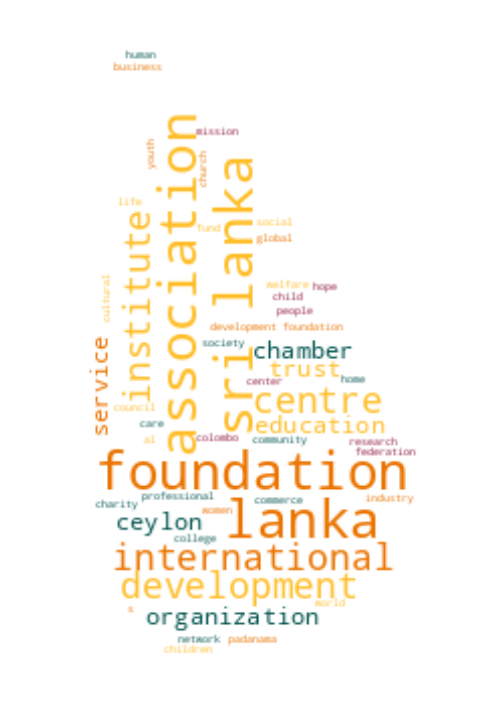 human
business
mission
association
youth
church
sri lanka
life
institute
fund
social
global
cultural
welfare
hope
child
people
development foundation
service
society
chamber
trust
center
home
centre
council
care
education
al
colombo
community
research
federation
foundation
professional
charity
commerce
industry
women
lanka
ceylon
college
international
development
world
s
organization
network
padanama
children